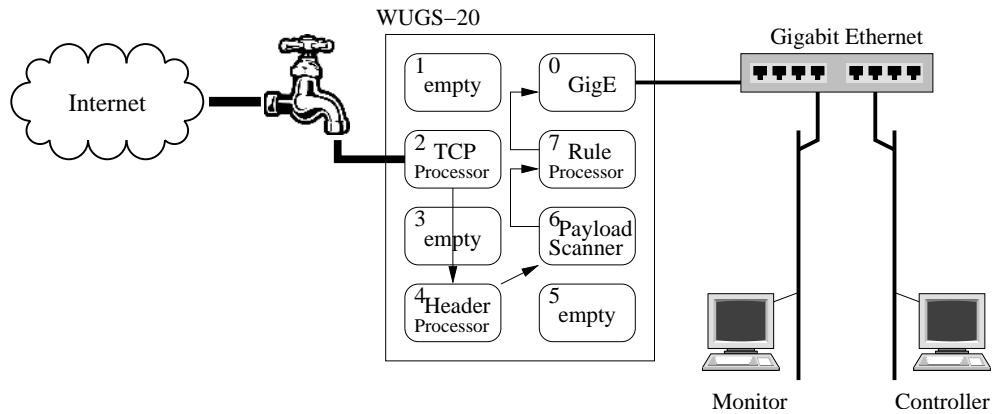 WUGS−20
Gigabit Ethernet
Internet
1
empty
0
GigE
2
TCP
Processor
7
Rule
Processor
3
empty
6
Payload
Scanner
4
Header
Processor
5
empty
Monitor
Controller